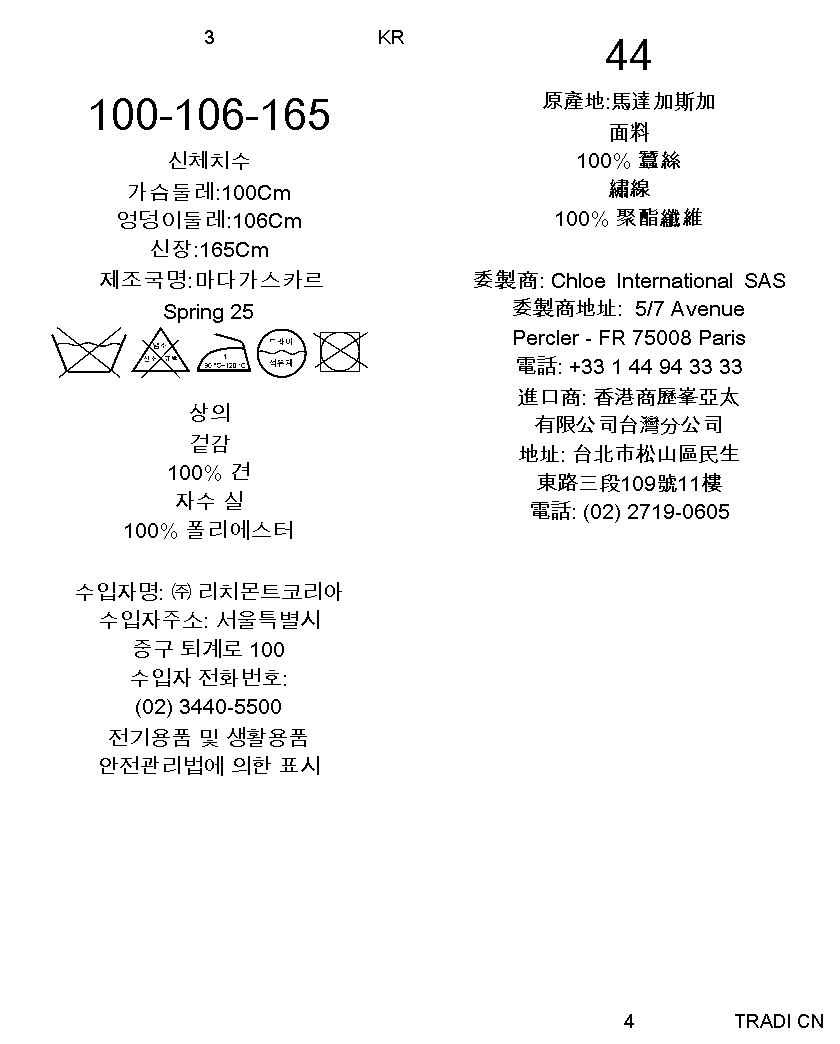 3
KR
100-106-165
신체치수
가슴둘레:100Cm
엉덩이둘레:106Cm
신장:165Cm
제조국명:마다가스카르
Spring 25
드라이
석유계
1
상의
겉감
100% 견
자수 실
100% 폴리에스터
수입자명: ㈜ 리치몬트코리아
수입자주소: 서울특별시
중구 퇴계로 100
수입자 전화번호:
(02) 3440-5500
전기용품 및 생활용품
안전관리법에 의한 표시
44
原產地:馬達加斯加
面料
100% 蠶絲
繡線
100% 聚酯纖維
委製商: Chloe International SAS
委製商地址: 5/7 Avenue
Percler - FR 75008 Paris
電話: +33 1 44 94 33 33
進口商: 香港商歷峯亞太
有限公司台灣分公司
地址: 台北市松山區民生
東路三段109號11樓
電話: (02) 2719-0605
4
TRADI CN